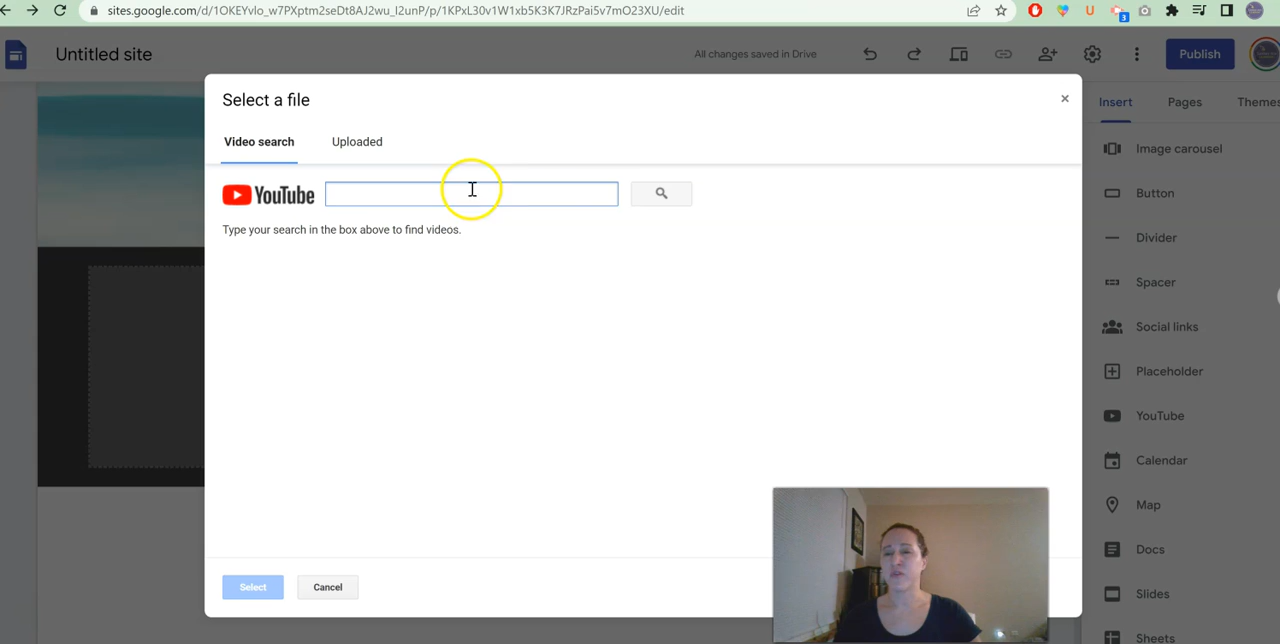 sites.google.com/d/1OKEYvIo_w7PXptm2seDt8AJ2wu_I2unP/p/1KPxL30v1W1xb5K3K7JRzPai5v7mO23XU/edit
U
3
Untitled site
All changes saved in Drive
Publish
Select a file
×
Insert
Pages
Themes
Video search
Uploaded
Image carousel
YouTube
Button
Type your search in the box above to find videos.
Divider
Spacer
Social links
Placeholder
YouTube
Calendar
Map
Docs
Select
Cancel
Slides
Sheets